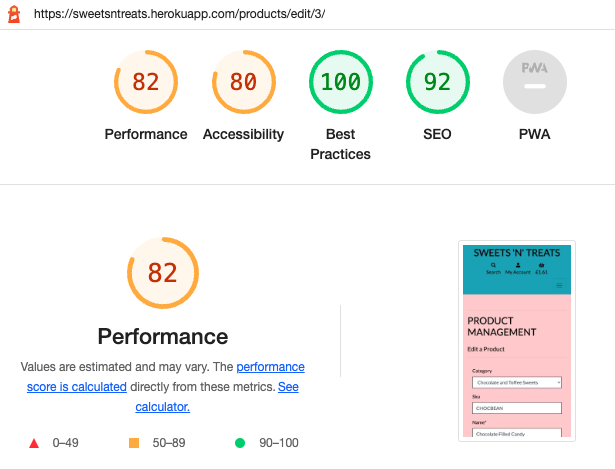 https://sweetsntreats.herokuapp.com/products/edit/3/
82
80
100
92
PWA
Performance
Accessibility
Best
Practices
SEO
PWA
82
Performance
Values are estimated and may vary. The performance
score is calculated directly from these metrics. See
calculator.
0–49
50–89
90–100
SWEETS 'N' TREATS
Search
My Account
£1.61
PRODUCT
MANAGEMENT
Edit a Product
Category
Chocolate and Toffee Sweets
Sku
CHOCBEAN
Name*
Chocolate Filled Candy